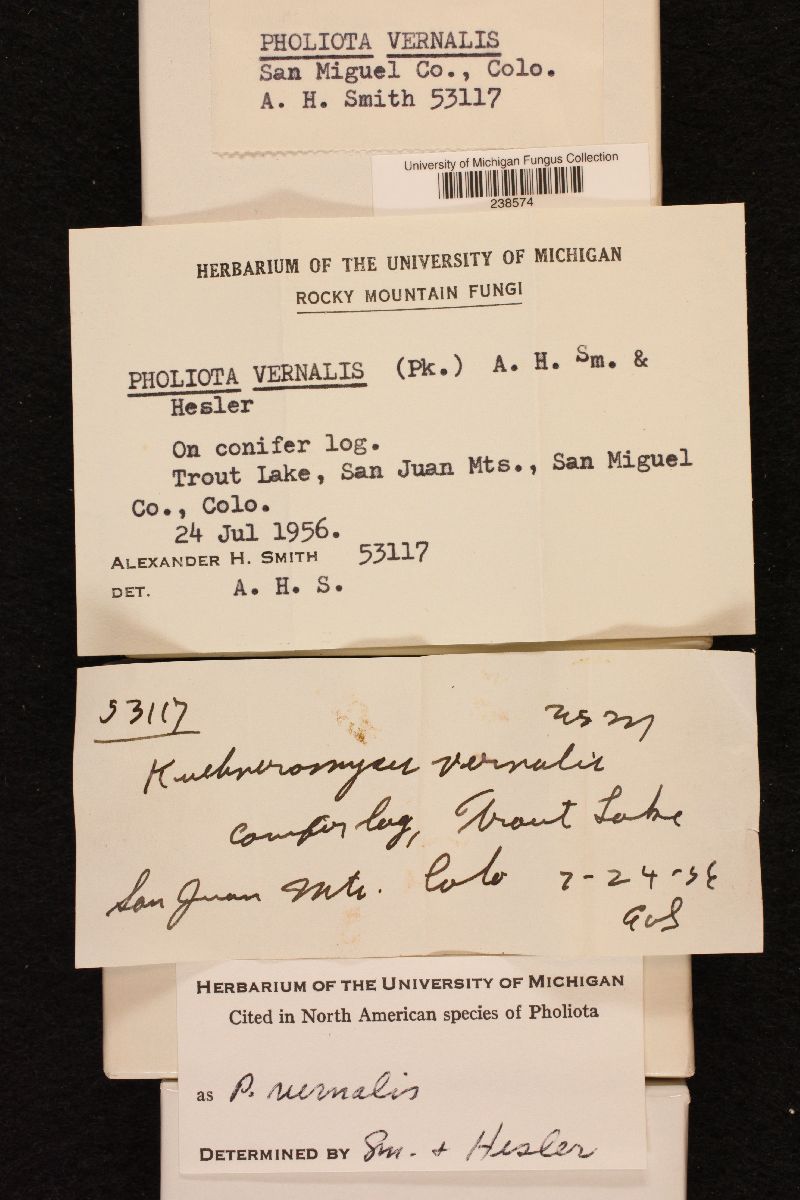 PHOLIOTA VERNALIS
San Miguel Co., Colo.
A. H. Smith 53117
University of Michigan Fungus Collection
238574
HERBARIUM OF THE UNIVERSITY OF MICHIGAN
ROCKY MOUNTAIN FUNGI
PHOLIOTA VERNALIS (Pk.) A. H. Sm. &
Hesler
On conifer log.
Trout Lake, San Juan Mts., San Miguel
Co., Colo.
24 Jul 1956.
ALEXANDER H. SMITH 53117
DET. A. H. S.
53117
Kuehneromyces vernalis
conifer log, Trout Lake
San Juan Mts. Colo 7-24-56
AHS
HERBARIUM OF THE UNIVERSITY OF MICHIGAN
Cited in North American species of Pholiota
as P. vernalis
DETERMINED BY Sm. + Hesler